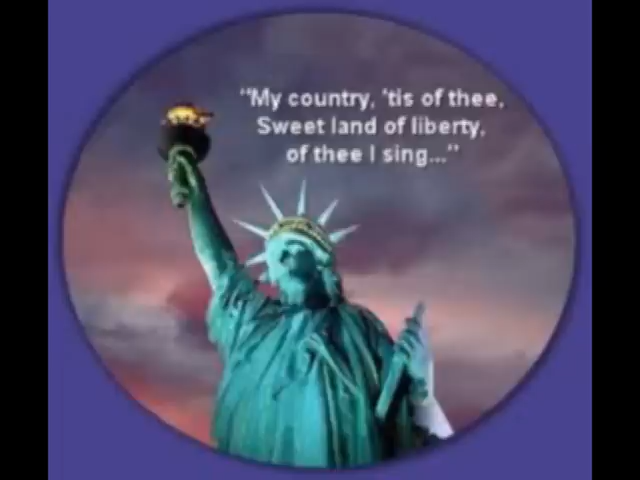 “My country, 'tis of thee,
Sweet land of liberty,
of thee I sing...”